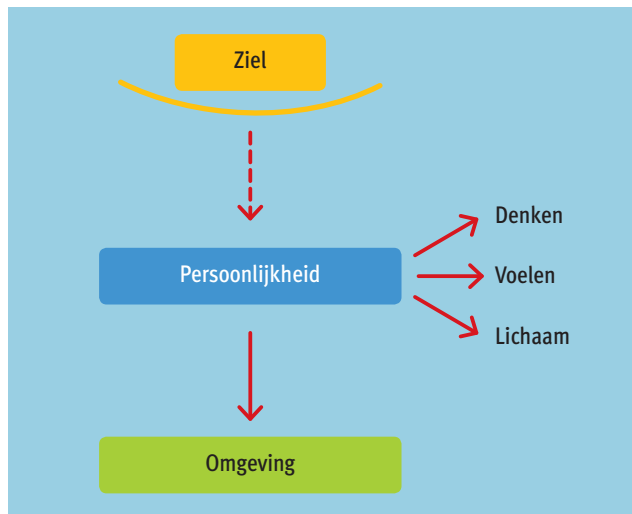 Ziel
Denken
Persoonlijkheid
Voelen
Lichaam
Omgeving